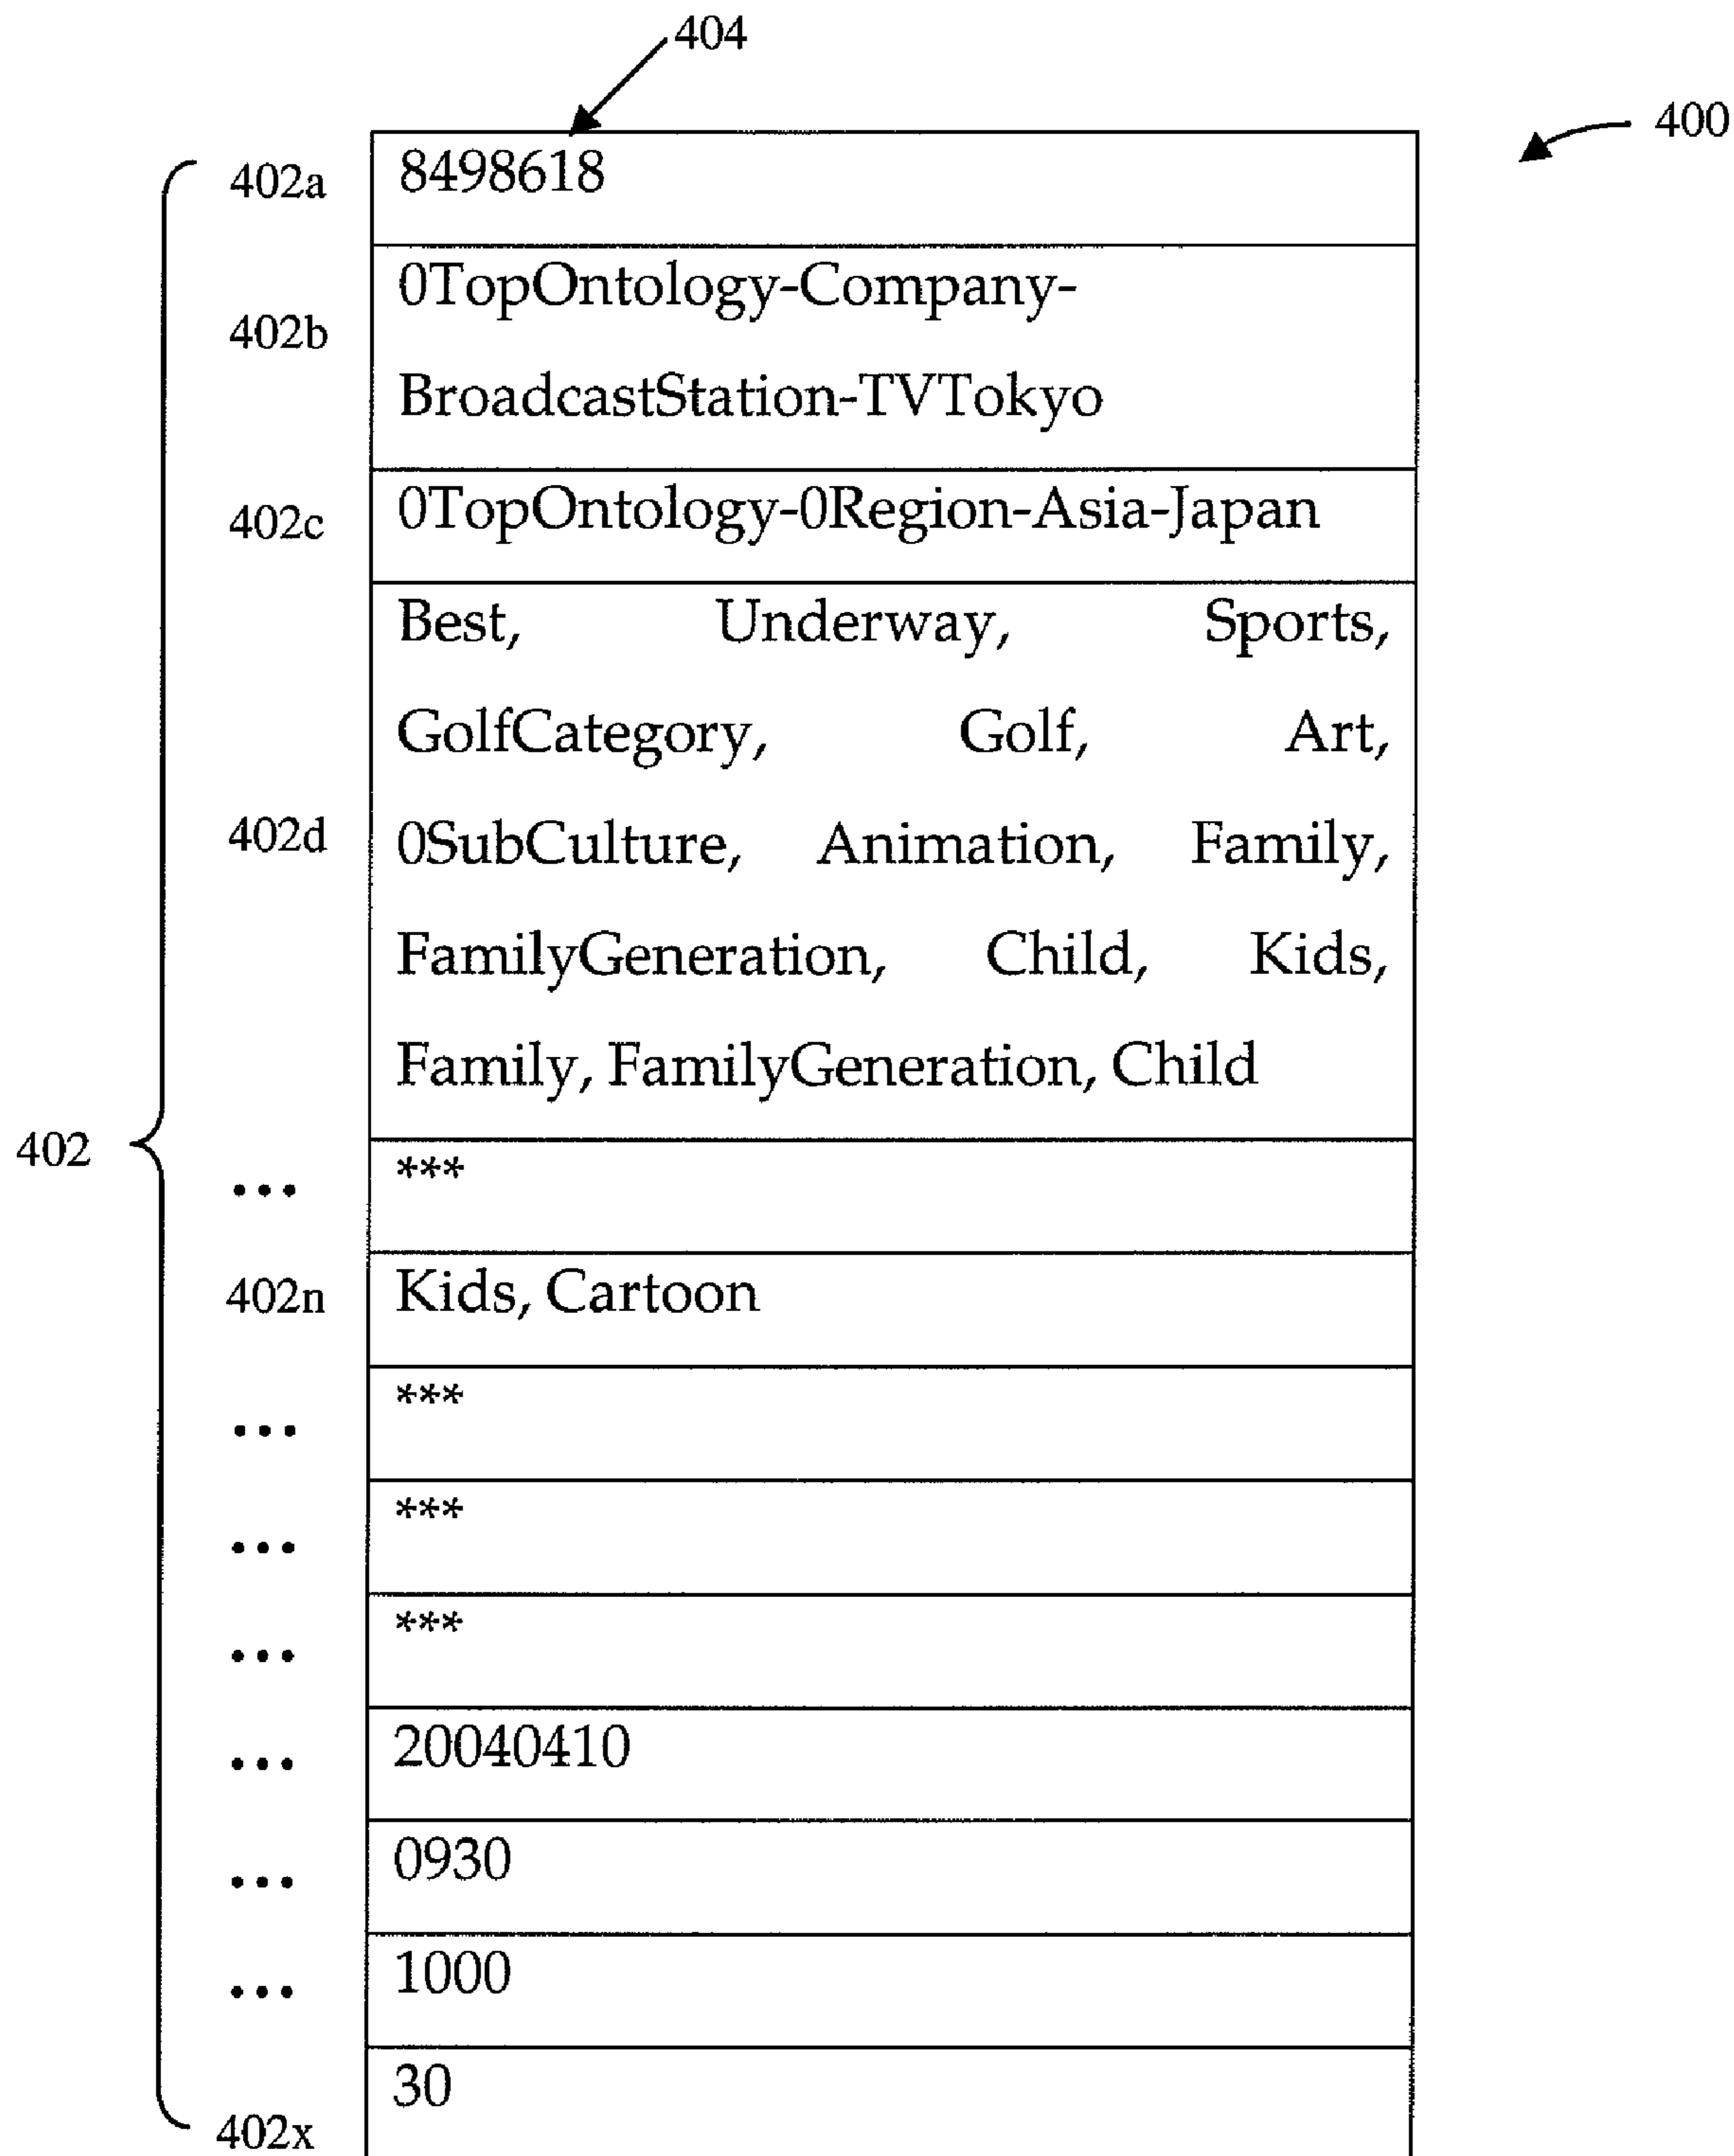 404
400
402a 8498618
0TopOntology-Company-
402b
BroadcastStation-TVTokyo
402c 0TopOntology-0Region-Asia-Japan
Best, Underway, Sports,
GolfCategory, Golf, Art,
402d 0SubCulture, Animation, Family,
FamilyGeneration, Child, Kids,
Family, FamilyGeneration, Child
402
... ***
402n Kids, Cartoon
... ***
... ***
... ***
... 20040410
... 0930
... 1000
402x 30